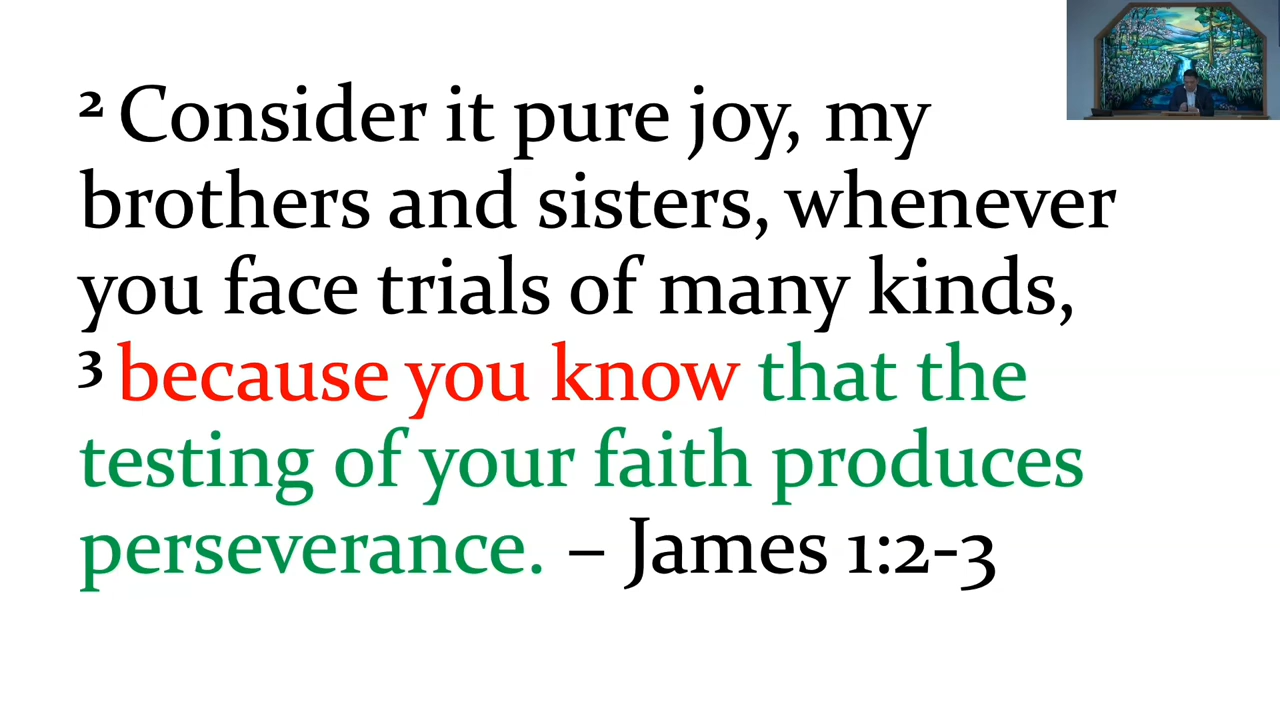 2 Consider it pure joy, my
brothers and sisters, whenever
you face trials of many kinds,
3 because you know that the
testing of your faith produces
perseverance. – James 1:2-3